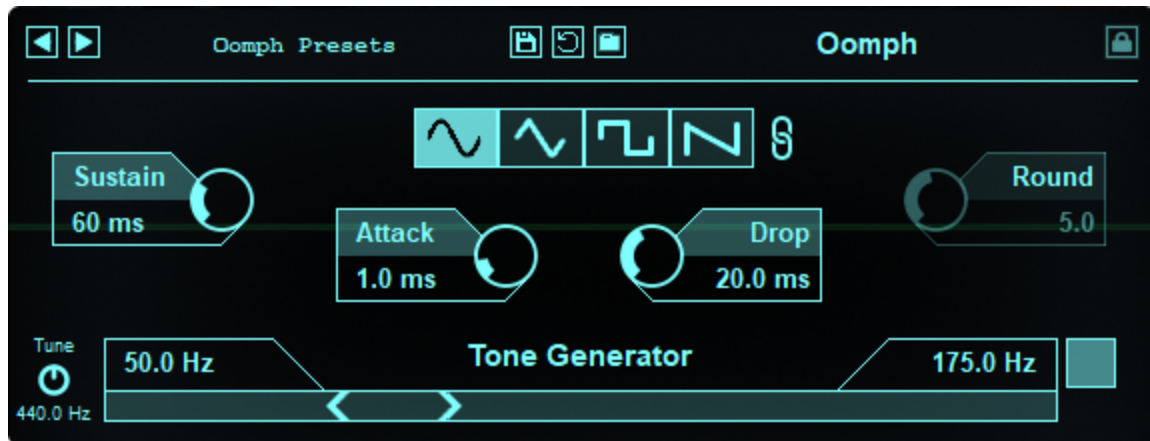 Oomph Presets
Oomph
Sustain
60 ms
Attack
1.0 ms
Drop
20.0 ms
Round
5.0
Tune
440.0 Hz
50.0 Hz
Tone Generator
175.0 Hz